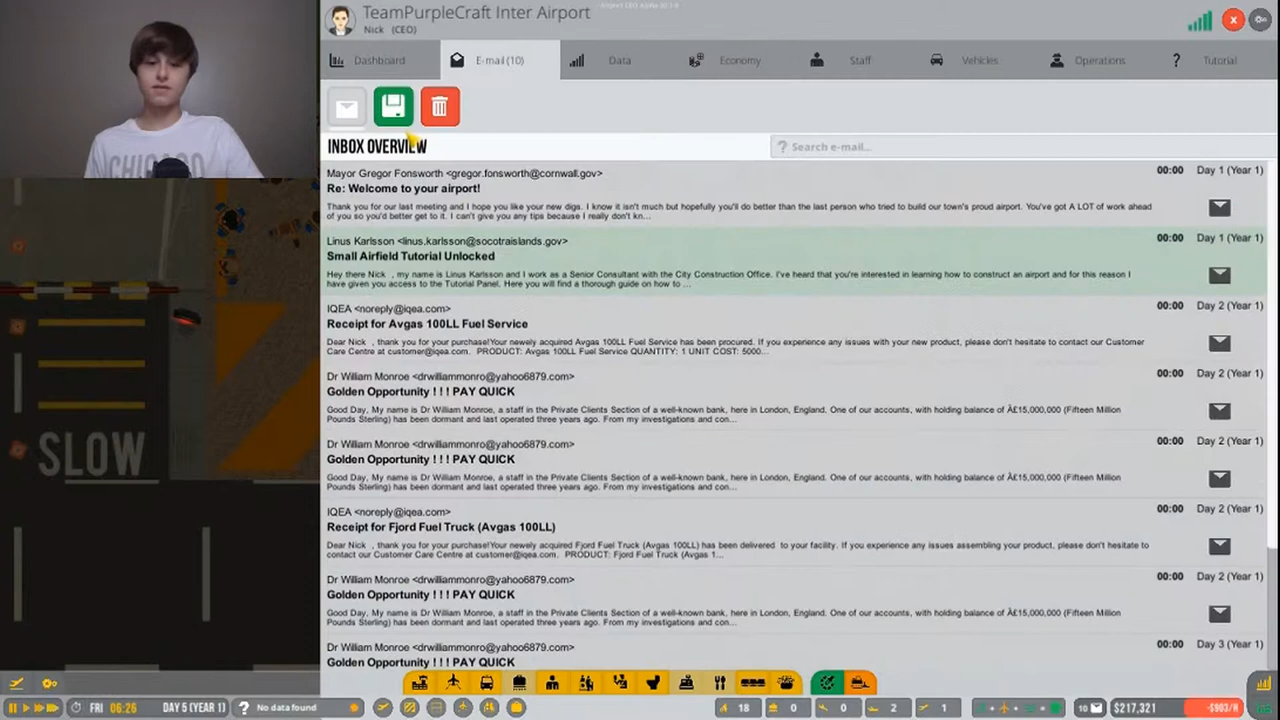 TeamPurpleCraft Inter Airport
Nick (CEO)
Dashboard
E-mail (10)
Data
Economy
Staff
Vehicles
Operations
Tutorial
INBOX OVERVIEW
Search e-mail...
Mayor Gregor Fonsworth <gregor.fonsworth@cornwall.gov>
00:00 Day 1 (Year 1)
Re: Welcome to your airport!
Thank you for our last meeting and I hope you like your new digs. I know it isn't much but hopefully you'll do better than the last person who tried to build our town's proud airport. You've got A LOT of work ahead
of you so you'd better get to it. I can't give you any tips because I really don't kn...
Linus Karlsson <linus.karlsson@socotraislands.gov>
00:00 Day 1 (Year 1)
Small Airfield Tutorial Unlocked
Hey there Nick , my name is Linus Karlsson and I work as a Senior Consultant with the City Construction Office. I've heard that you're interested in learning how to construct an airport and for this reason I
have given you access to the Tutorial Panel. Here you will find a thorough guide on how to ...
IQEA <noreply@iqea.com>
00:00 Day 2 (Year 1)
Receipt for Avgas 100LL Fuel Service
Dear Nick , thank you for your purchase!Your newly acquired Avgas 100LL Fuel Service has been procured. If you experience any issues with your new product, please don't hesitate to contact our Customer
Care Centre at customer@iqea.com. PRODUCT: Avgas 100LL Fuel Service QUANTITY: 1 UNIT COST: 5000...
Dr William Monroe <drwilliammonro@yahoo6879.com>
00:00 Day 2 (Year 1)
Golden Opportunity ! ! ! PAY QUICK
Good Day, My name is Dr William Monroe, a staff in the Private Clients Section of a well-known bank, here in London, England. One of our accounts, with holding balance of Â£15,000,000 (Fifteen Million
Pounds Sterling) has been dormant and last operated three years ago. From my investigations and con...
Dr William Monroe <drwilliammonro@yahoo6879.com>
00:00 Day 2 (Year 1)
Golden Opportunity ! ! ! PAY QUICK
Good Day, My name is Dr William Monroe, a staff in the Private Clients Section of a well-known bank, here in London, England. One of our accounts, with holding balance of Â£15,000,000 (Fifteen Million
Pounds Sterling) has been dormant and last operated three years ago. From my investigations and con...
IQEA <noreply@iqea.com>
00:00 Day 2 (Year 1)
Receipt for Fjord Fuel Truck (Avgas 100LL)
Dear Nick , thank you for your purchase!Your newly acquired Fjord Fuel Truck (Avgas 100LL) has been delivered to your facility. If you experience any issues assembling your product, please don't hesitate to
contact our Customer Care Centre at customer@iqea.com. PRODUCT: Fjord Fuel Truck (Avgas 1...
Dr William Monroe <drwilliammonro@yahoo6879.com>
00:00 Day 2 (Year 1)
Golden Opportunity ! ! ! PAY QUICK
Good Day, My name is Dr William Monroe, a staff in the Private Clients Section of a well-known bank, here in London, England. One of our accounts, with holding balance of Â£15,000,000 (Fifteen Million
Pounds Sterling) has been dormant and last operated three years ago. From my investigations and con...
Dr William Monroe <drwilliammonro@yahoo6879.com>
00:00 Day 3 (Year 1)
Golden Opportunity ! ! ! PAY QUICK
CHICAGO
SLOW
FRI 06:26
DAY 5 (YEAR 1)
No data found
18
0
0
2
1
10
$217,321
-$903/H